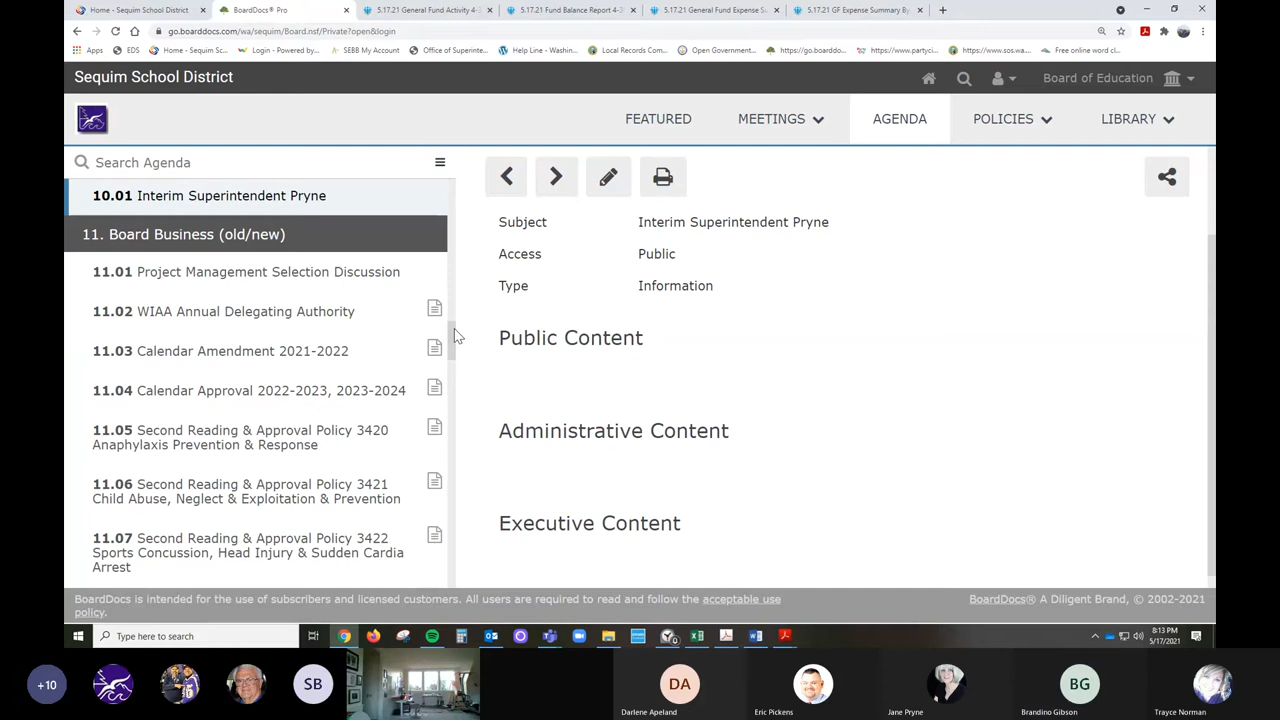 Home - Sequim School District
BoardDocs® Pro
5.17.21 General Fund Activity 4-
5.17.21 Fund Balance Report 4-3
5.17.21 General Fund Expense Su
5.17.21 GF Expense Summary By
go.boarddocs.com/wa/sequim/Board.nsf/Private?open&login
Apps
EDS
Home - Sequim Sc...
Login - Powered by...
SEBB My Account
Office of Superinte...
Help Line - Washin...
Local Records Com...
Open Government...
https://go.boarddo...
https://www.partyci...
https://www.sos.wa...
Free online word cl...
Sequim School District
Board of Education
FEATURED
MEETINGS
AGENDA
POLICIES
LIBRARY
Search Agenda
10.01 Interim Superintendent Pryne
11. Board Business (old/new)
11.01 Project Management Selection Discussion
11.02 WIAA Annual Delegating Authority
11.03 Calendar Amendment 2021-2022
11.04 Calendar Approval 2022-2023, 2023-2024
11.05 Second Reading & Approval Policy 3420
Anaphylaxis Prevention & Response
11.06 Second Reading & Approval Policy 3421
Child Abuse, Neglect & Exploitation & Prevention
11.07 Second Reading & Approval Policy 3422
Sports Concussion, Head Injury & Sudden Cardia
Arrest
Subject Interim Superintendent Pryne
Access Public
Type Information
Public Content
Administrative Content
Executive Content
BoardDocs is intended for the use of subscribers and licensed customers. All users are required to read and follow the acceptable use
policy.
BoardDocs® A Diligent Brand, © 2002-2021
Type here to search
8:13 PM
5/17/2021
+10
SB
DA
Darlene Apeland
Eric Pickens
Jane Pryne
BG
Brandino Gibson
Trayce Norman